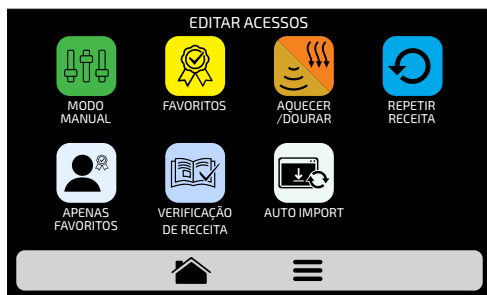 EDITAR ACESSOS
MODO
MANUAL
FAVORITOS
AQUECER
/DOURAR
REPETIR
RECEITA
APENAS
FAVORITOS
VERIFICAÇÃO
DE RECEITA
AUTO IMPORT